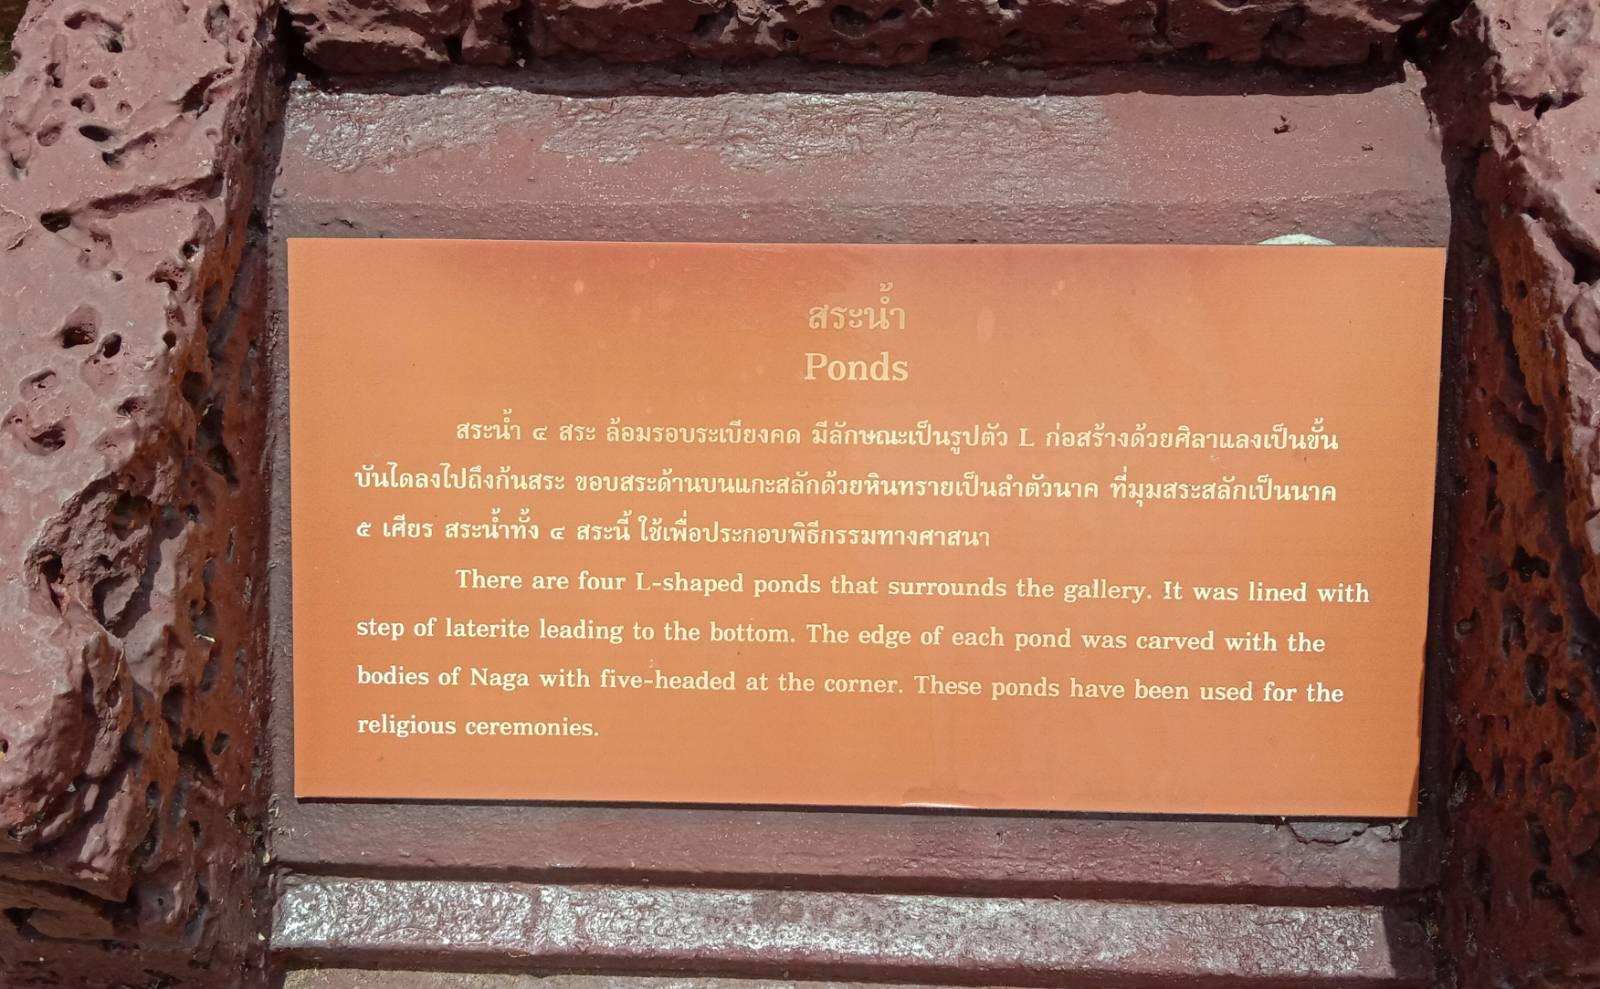 สระน้ำ
Ponds
สระน้ำ ๔ สระ ล้อมรอบระเบียงคด มีลักษณะเป็นรูปตัว L ก่อสร้างด้วยศิลาแลงเป็นขั้น
บันไดลงไปถึงก้นสระ ขอบสระด้านบนแกะสลักด้วยหินทรายเป็นลำตัวนาค ที่มุมสระสลักเป็นนาค
๕ เศียร สระน้ำทั้ง ๔ สระนี้ ใช้เพื่อประกอบพิธีกรรมทางศาสนา
There are four L-shaped ponds that surrounds the gallery. It was lined with
step of laterite leading to the bottom. The edge of each pond was carved with the
bodies of Naga with five-headed at the corner. These ponds have been used for the
religious ceremonies.